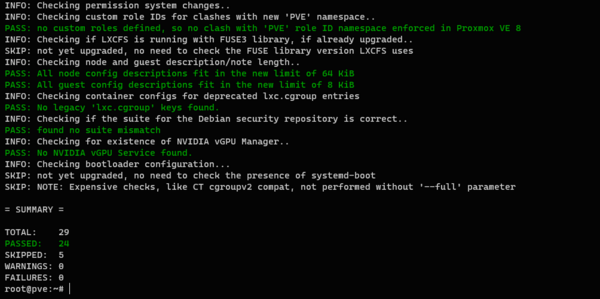 INFO: Checking permission system changes..
INFO: Checking custom role IDs for clashes with new 'PVE' namespace..
PASS: no custom roles defined, so no clash with 'PVE' role ID namespace enforced in Proxmox VE 8
INFO: Checking if LXCFS is running with FUSE3 library, if already upgraded..
SKIP: not yet upgraded, no need to check the FUSE library version LXCFS uses
INFO: Checking node and guest description/note length..
PASS: All node config descriptions fit in the new limit of 64 KiB
PASS: All guest config descriptions fit in the new limit of 8 KiB
INFO: Checking container configs for deprecated lxc.cgroup entries
PASS: No legacy 'lxc.cgroup' keys found.
INFO: Checking if the suite for the Debian security repository is correct..
PASS: found no suite mismatch
INFO: Checking for existence of NVIDIA vGPU Manager..
PASS: No NVIDIA vGPU Service found.
INFO: Checking bootloader configuration...
SKIP: not yet upgraded, no need to check the presence of systemd-boot
SKIP: NOTE: Expensive checks, like CT cgroupv2 compat, not performed without '--full' parameter
= SUMMARY =
TOTAL: 29
PASSED: 24
SKIPPED: 5
WARNINGS: 0
FAILURES: 0
root@pve:~#